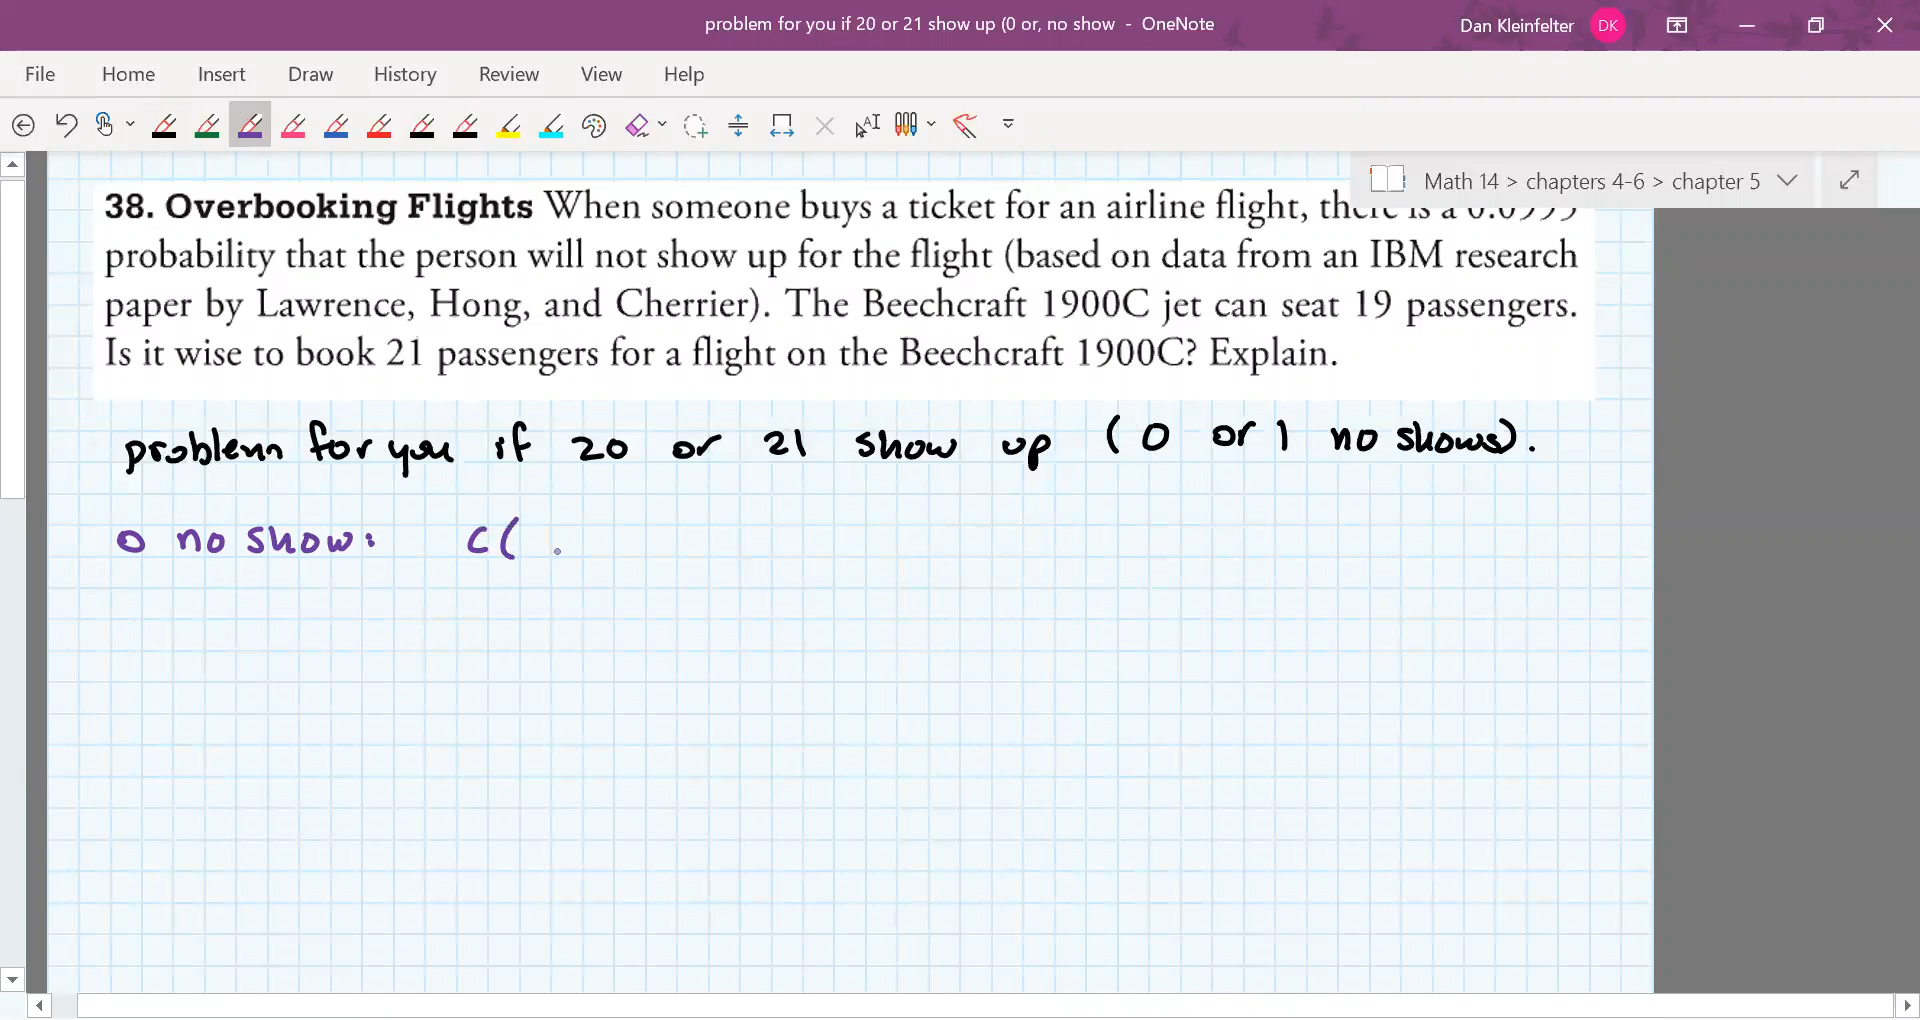 problem for you if 20 or 21 show up (0 or, no show - OneNote
Dan Kleinfelter
DK
File Home Insert Draw History Review View Help
Math 14 > chapters 4-6 > chapter 5
38. Overbooking Flights When someone buys a ticket for an airline flight, there is a 0.0995
probability that the person will not show up for the flight (based on data from an IBM research
paper by Lawrence, Hong, and Cherrier). The Beechcraft 1900C jet can seat 19 passengers.
Is it wise to book 21 passengers for a flight on the Beechcraft 1900C? Explain.
problem for you if 20 or 21 show up (0 or 1 no shows).
0 no show: C(